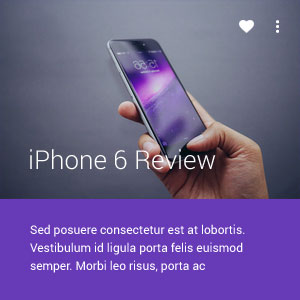 iPhone 6 Review
Sed posuere consectetur est at lobortis.
Vestibulum id ligula porta felis euismod
semper. Morbi leo risus, porta ac